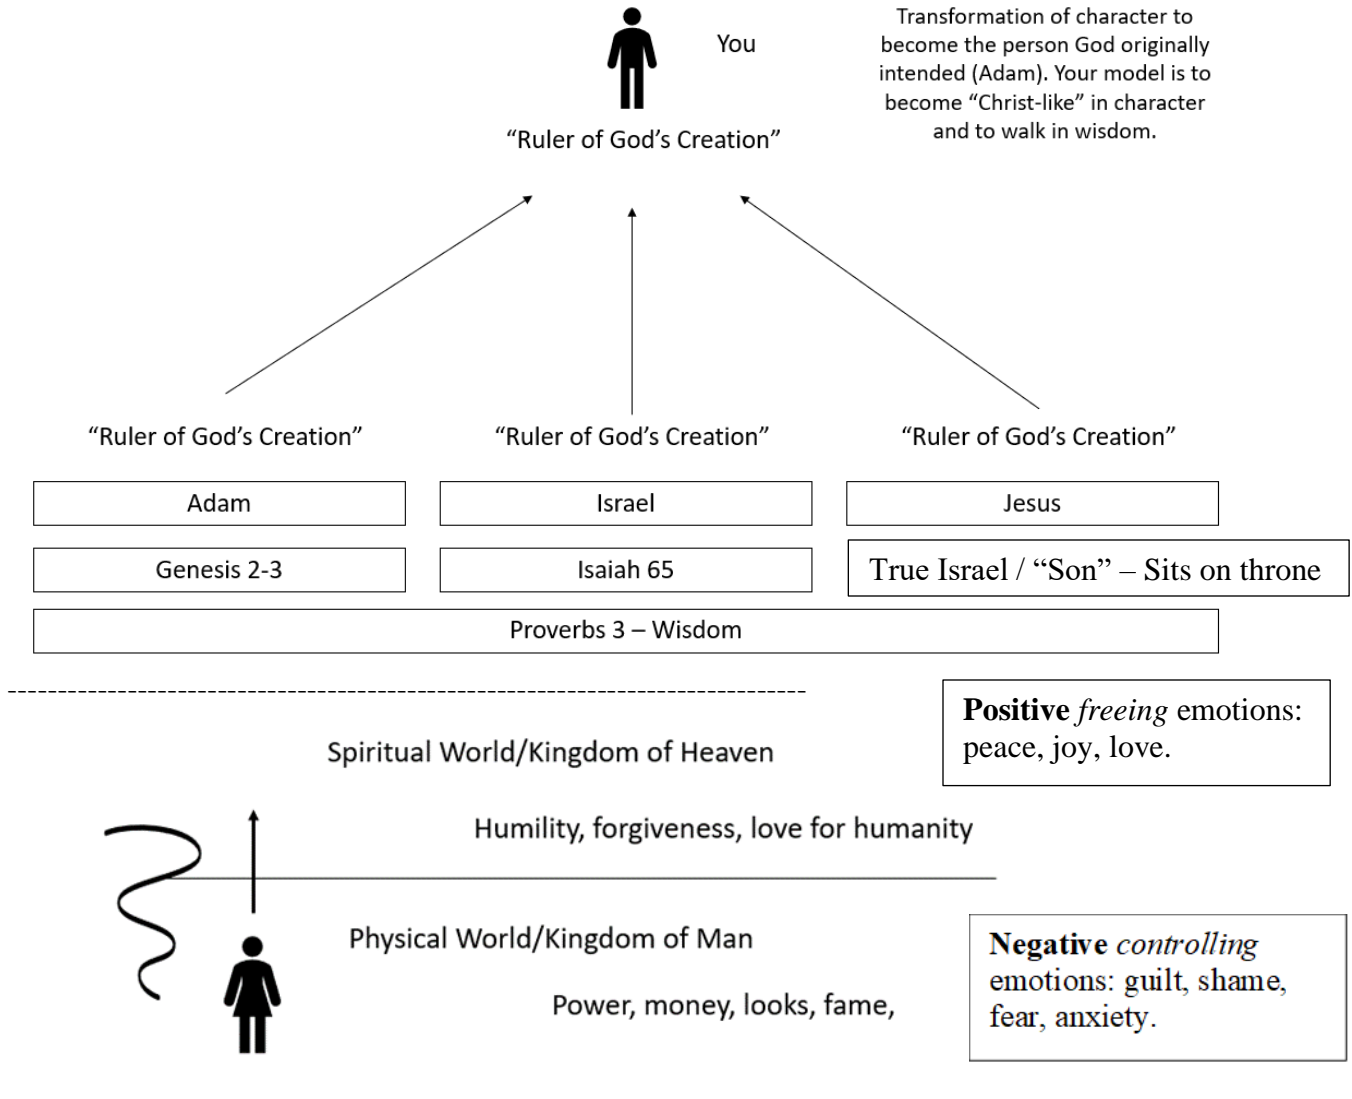 You
Transformation of character to
become the person God originally
intended (Adam). Your model is to
become “Christ-like” in character
and to walk in wisdom.
“Ruler of God’s Creation”
“Ruler of God’s Creation”
“Ruler of God’s Creation”
“Ruler of God’s Creation”
Adam
Israel
Jesus
Genesis 2-3
Isaiah 65
True Israel / “Son” – Sits on throne
Proverbs 3 – Wisdom
Positive freeing emotions:
peace, joy, love.
Spiritual World/Kingdom of Heaven
Humility, forgiveness, love for humanity
Physical World/Kingdom of Man
Power, money, looks, fame,
Negative controlling
emotions: guilt, shame,
fear, anxiety.